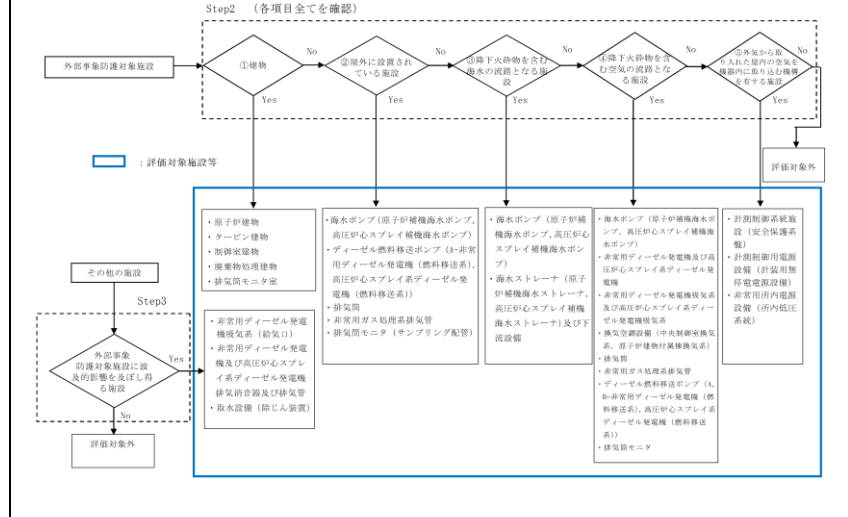 Step2 （各項目全てを確認）
外部事象防護対象施設
①建物
No
②屋外に設置され
ている施設
No
③降下火砕物を含む
海水の流路となる施
設
No
④降下火砕物を含
む空気の流路とな
る施設
No
⑤外気から取
り入れた屋内の空気を
機器内に取り込む機構
を有する施設
No
Yes
Yes
Yes
Yes
Yes
評価対象外
：評価対象施設等
・原子炉建物
・タービン建物
・制御室建物
・廃棄物処理建物
・排気筒モニタ室
・海水ポンプ（原子炉補機海水ポンプ,
高圧炉心スプレイ補機海水ポンプ）
・ディーゼル燃料移送ポンプ（A-非常
用ディーゼル発電機（燃料移送系）,
高圧炉心スプレイ系ディーゼル発
電機（燃料移送系））
・排気筒
・非常用ガス処理系排気管
・排気筒モニタ（サンプリング配管）
・海水ポンプ（原子炉補
機海水ポンプ, 高圧炉心
スプレイ補機海水ポン
プ）
・海水ストレーナ（原子
炉補機海水ストレーナ,
高圧炉心スプレイ補機
海水ストレーナ）及び下
流設備
・海水ポンプ（原子炉補機海水ポ
ンプ, 高圧炉心スプレイ補機海
水ポンプ）
・非常用ディーゼル発電機及び高
圧炉心スプレイ系ディーゼル発
電機
・非常用ディーゼル発電機吸気系
及び高圧炉心スプレイ系ディー
ゼル発電機吸気系
・換気空調設備（中央制御室換気
系, 原子炉建物付属棟換気系）
・排気筒
・非常用ガス処理系排気管
・ディーゼル燃料移送ポンプ（A,
B-非常用ディーゼル発電機（燃
料移送系）, 高圧炉心スプレイ系
ディーゼル発電機（燃料移送
系））
・排気筒モニタ
・計測制御系統施
設（安全保護系
盤）
・計測制御用電源
設備（計装用無
停電電源設備）
・非常用所内電源
設備（所内低圧
系統）
その他の施設
Step3
外部事象
防護対象施設に波
及的影響を及ぼし得
る施設
Yes
No
評価対象外
・非常用ディーゼル発電
機吸気系（給気口）
・非常用ディーゼル発電
機及び高圧炉心スプレ
イ系ディーゼル発電機
排気消音器及び排気管
・取水設備（除じん装置）